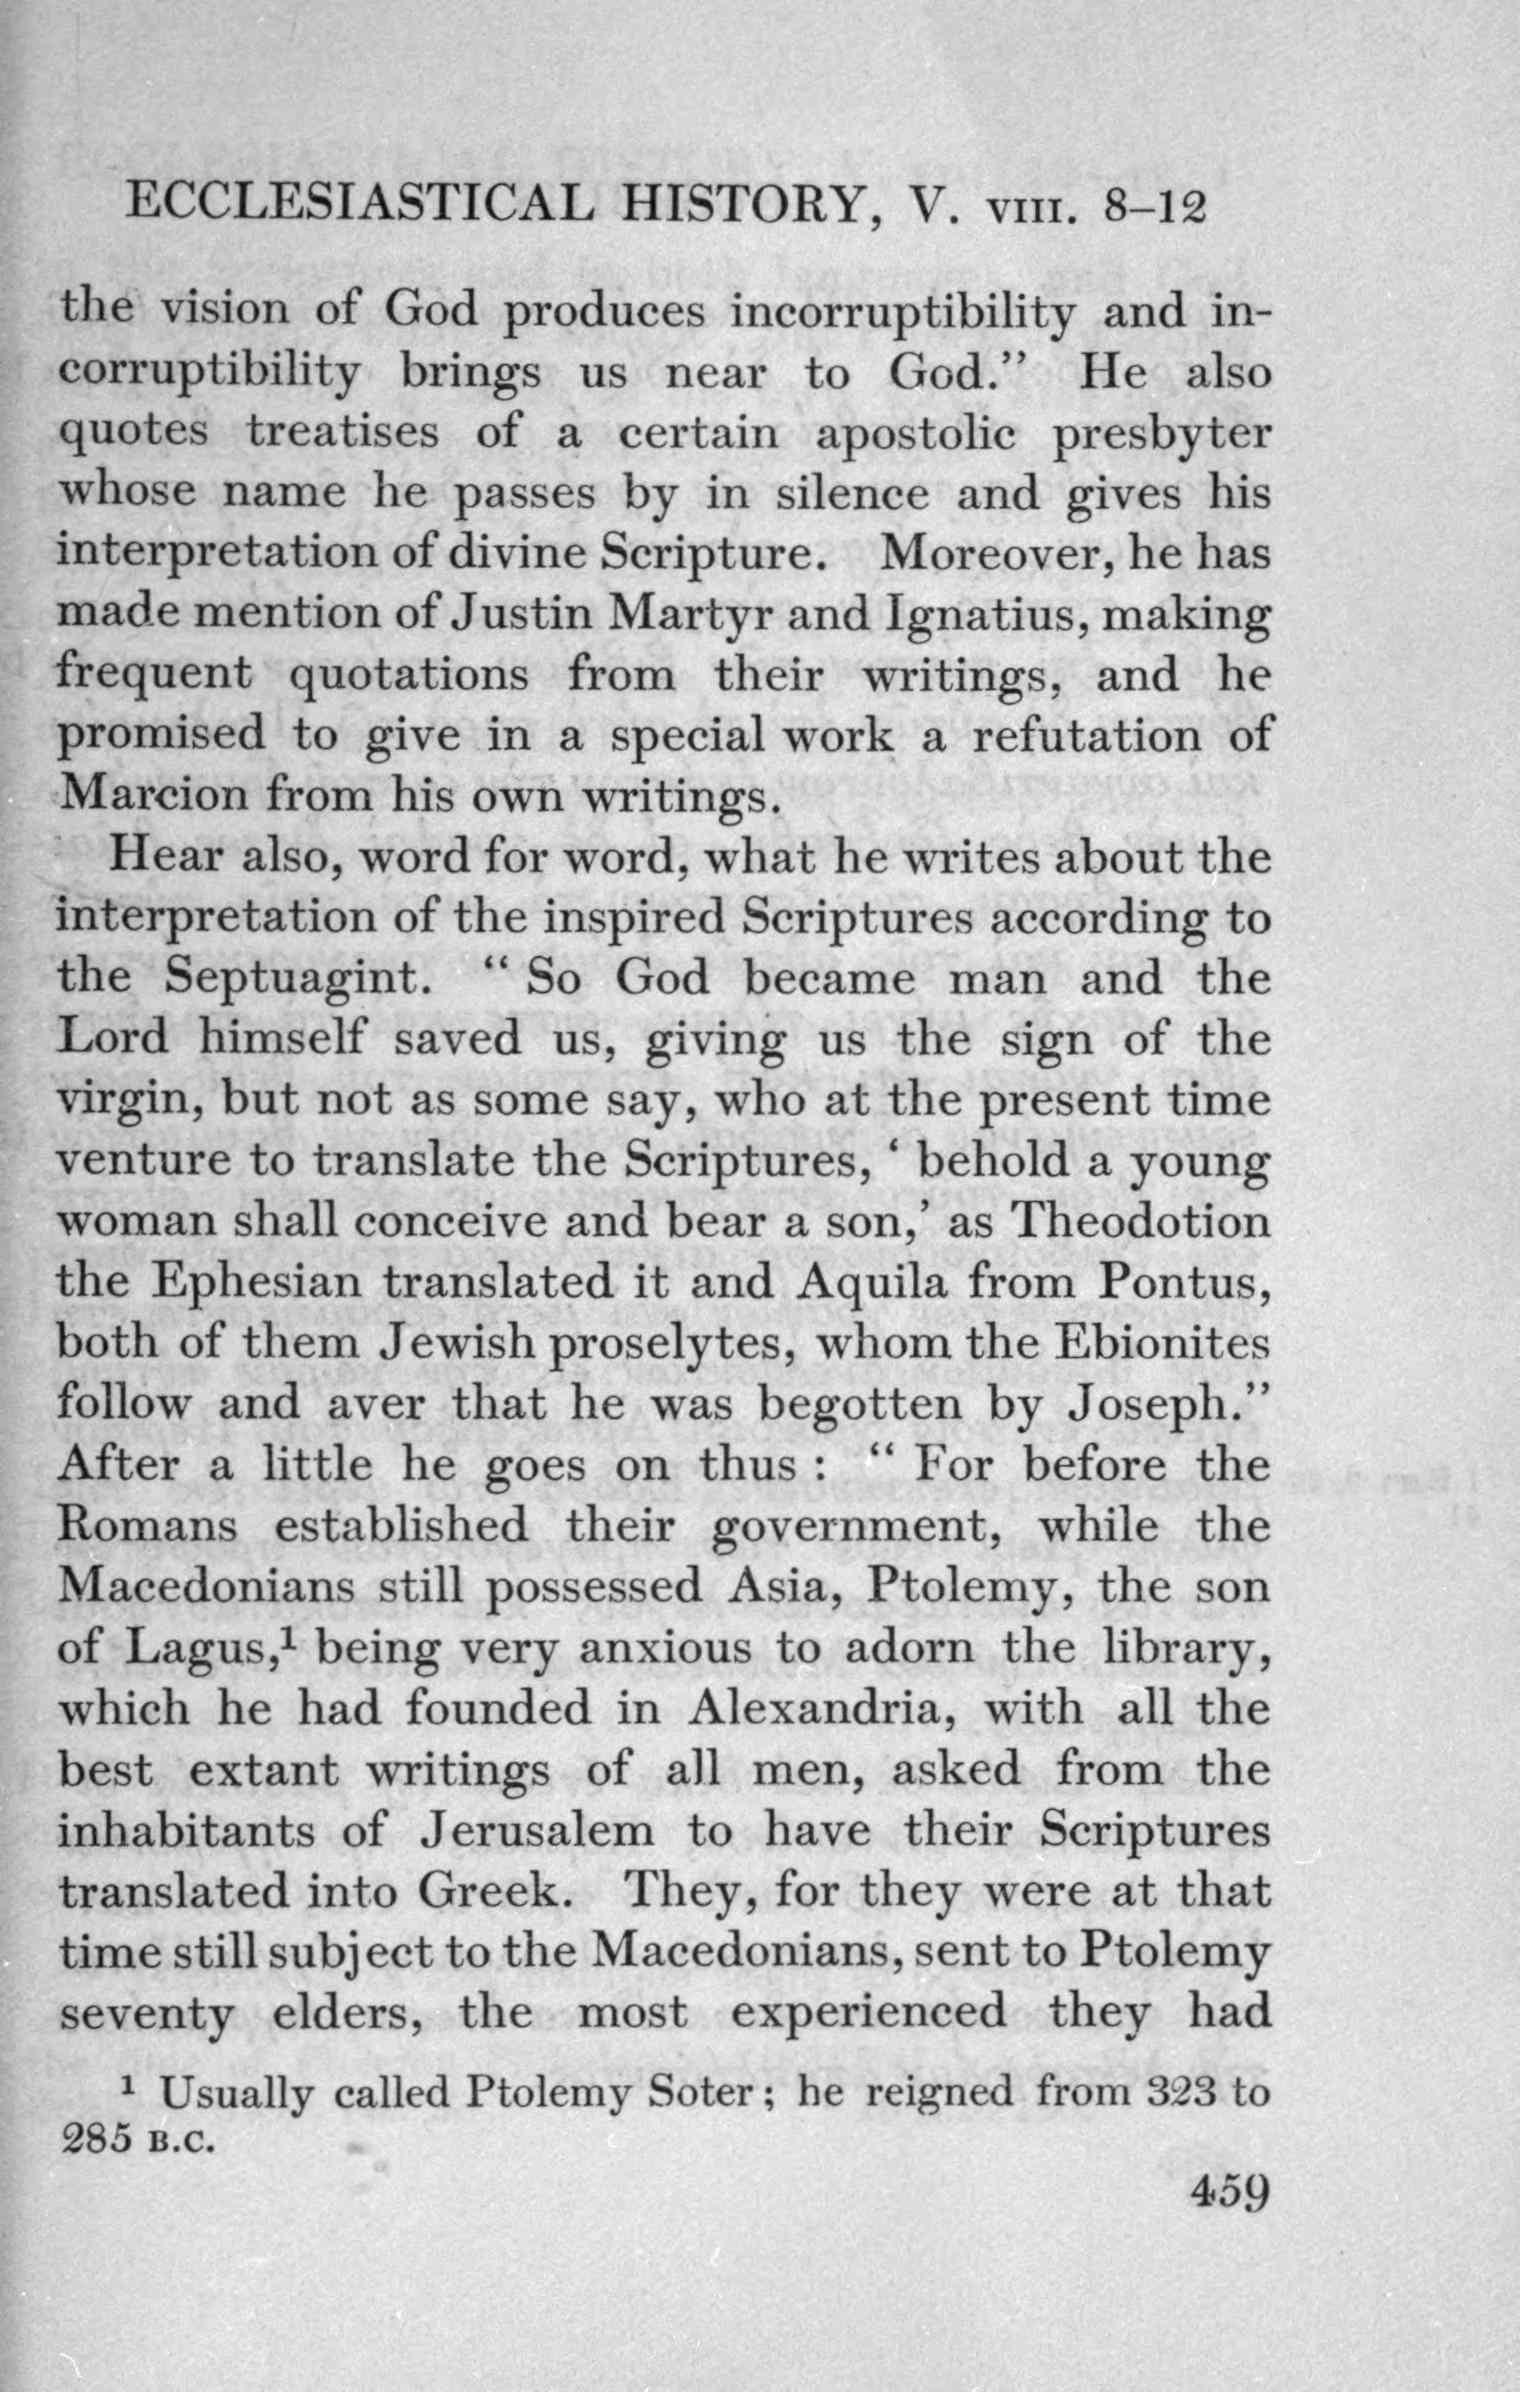 ECCLESIASTICAL HISTORY, V. VIII. 8–12
the vision of God produces incorruptibility and in-
corruptibility brings us near to God.” He also
quotes treatises of a certain apostolic presbyter
whose name he passes by in silence and gives his
interpretation of divine Scripture. Moreover, he has
made mention of Justin Martyr and Ignatius, making
frequent quotations from their writings, and he
promised to give in a special work a refutation of
Marcion from his own writings.
Hear also, word for word, what he writes about the
interpretation of the inspired Scriptures according to
the Septuagint. “ So God became man and the
Lord himself saved us, giving us the sign of the
virgin, but not as some say, who at the present time
venture to translate the Scriptures, ‘ behold a young
woman shall conceive and bear a son,’ as Theodotion
the Ephesian translated it and Aquila from Pontus,
both of them Jewish proselytes, whom the Ebionites
follow and aver that he was begotten by Joseph.”
After a little he goes on thus : “ For before the
Romans established their government, while the
Macedonians still possessed Asia, Ptolemy, the son
of Lagus,¹ being very anxious to adorn the library,
which he had founded in Alexandria, with all the
best extant writings of all men, asked from the
inhabitants of Jerusalem to have their Scriptures
translated into Greek. They, for they were at that
time still subject to the Macedonians, sent to Ptolemy
seventy elders, the most experienced they had
¹ Usually called Ptolemy Soter ; he reigned from 323 to
285 B.C.
459